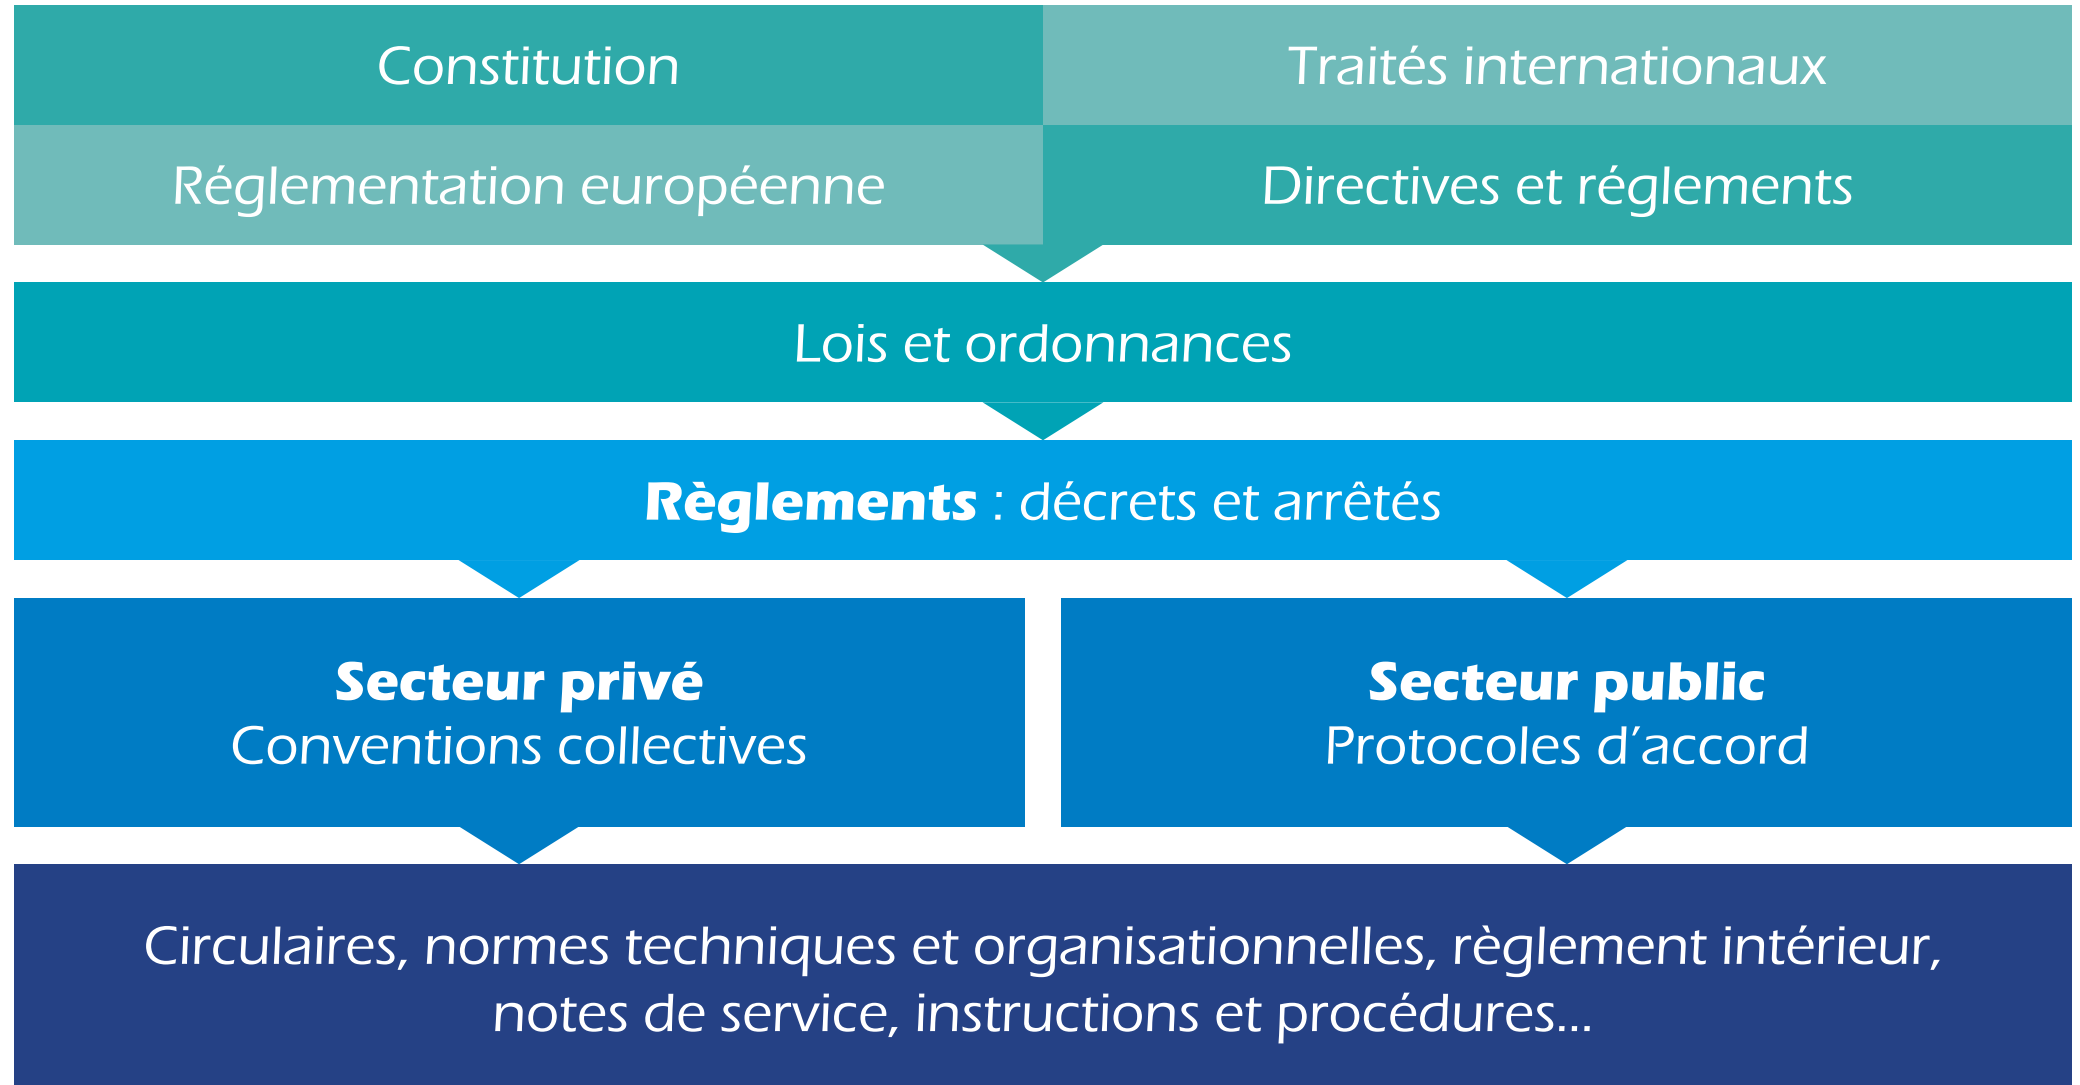 Constitution
Traités internationaux
Réglementation européenne
Directives et réglements
Lois et ordonnances
Règlements : décrets et arrêtés
Secteur privé
Conventions collectives
Secteur public
Protocoles d’accord
Circulaires, normes techniques et organisationnelles, règlement intérieur,
notes de service, instructions et procédures...